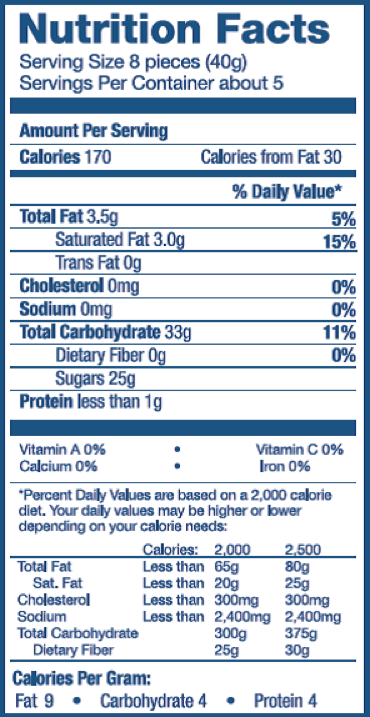 Nutrition Facts
Serving Size 8 pieces (40g)
Servings Per Container about 5
Amount Per Serving
Calories 170 Calories from Fat 30
% Daily Value*
Total Fat 3.5g 5%
Saturated Fat 3.0g 15%
Trans Fat 0g
Cholesterol 0mg 0%
Sodium 0mg 0%
Total Carbohydrate 33g 11%
Dietary Fiber 0g 0%
Sugars 25g
Protein less than 1g
Vitamin A 0% • Vitamin C 0%
Calcium 0% • Iron 0%
*Percent Daily Values are based on a 2,000 calorie
diet. Your daily values may be higher or lower
depending on your calorie needs:
Calories: 2,000 2,500
Total Fat Less than 65g 80g
Sat. Fat Less than 20g 25g
Cholesterol Less than 300mg 300mg
Sodium Less than 2,400mg 2,400mg
Total Carbohydrate 300g 375g
Dietary Fiber 25g 30g
Calories Per Gram:
Fat 9 • Carbohydrate 4 • Protein 4